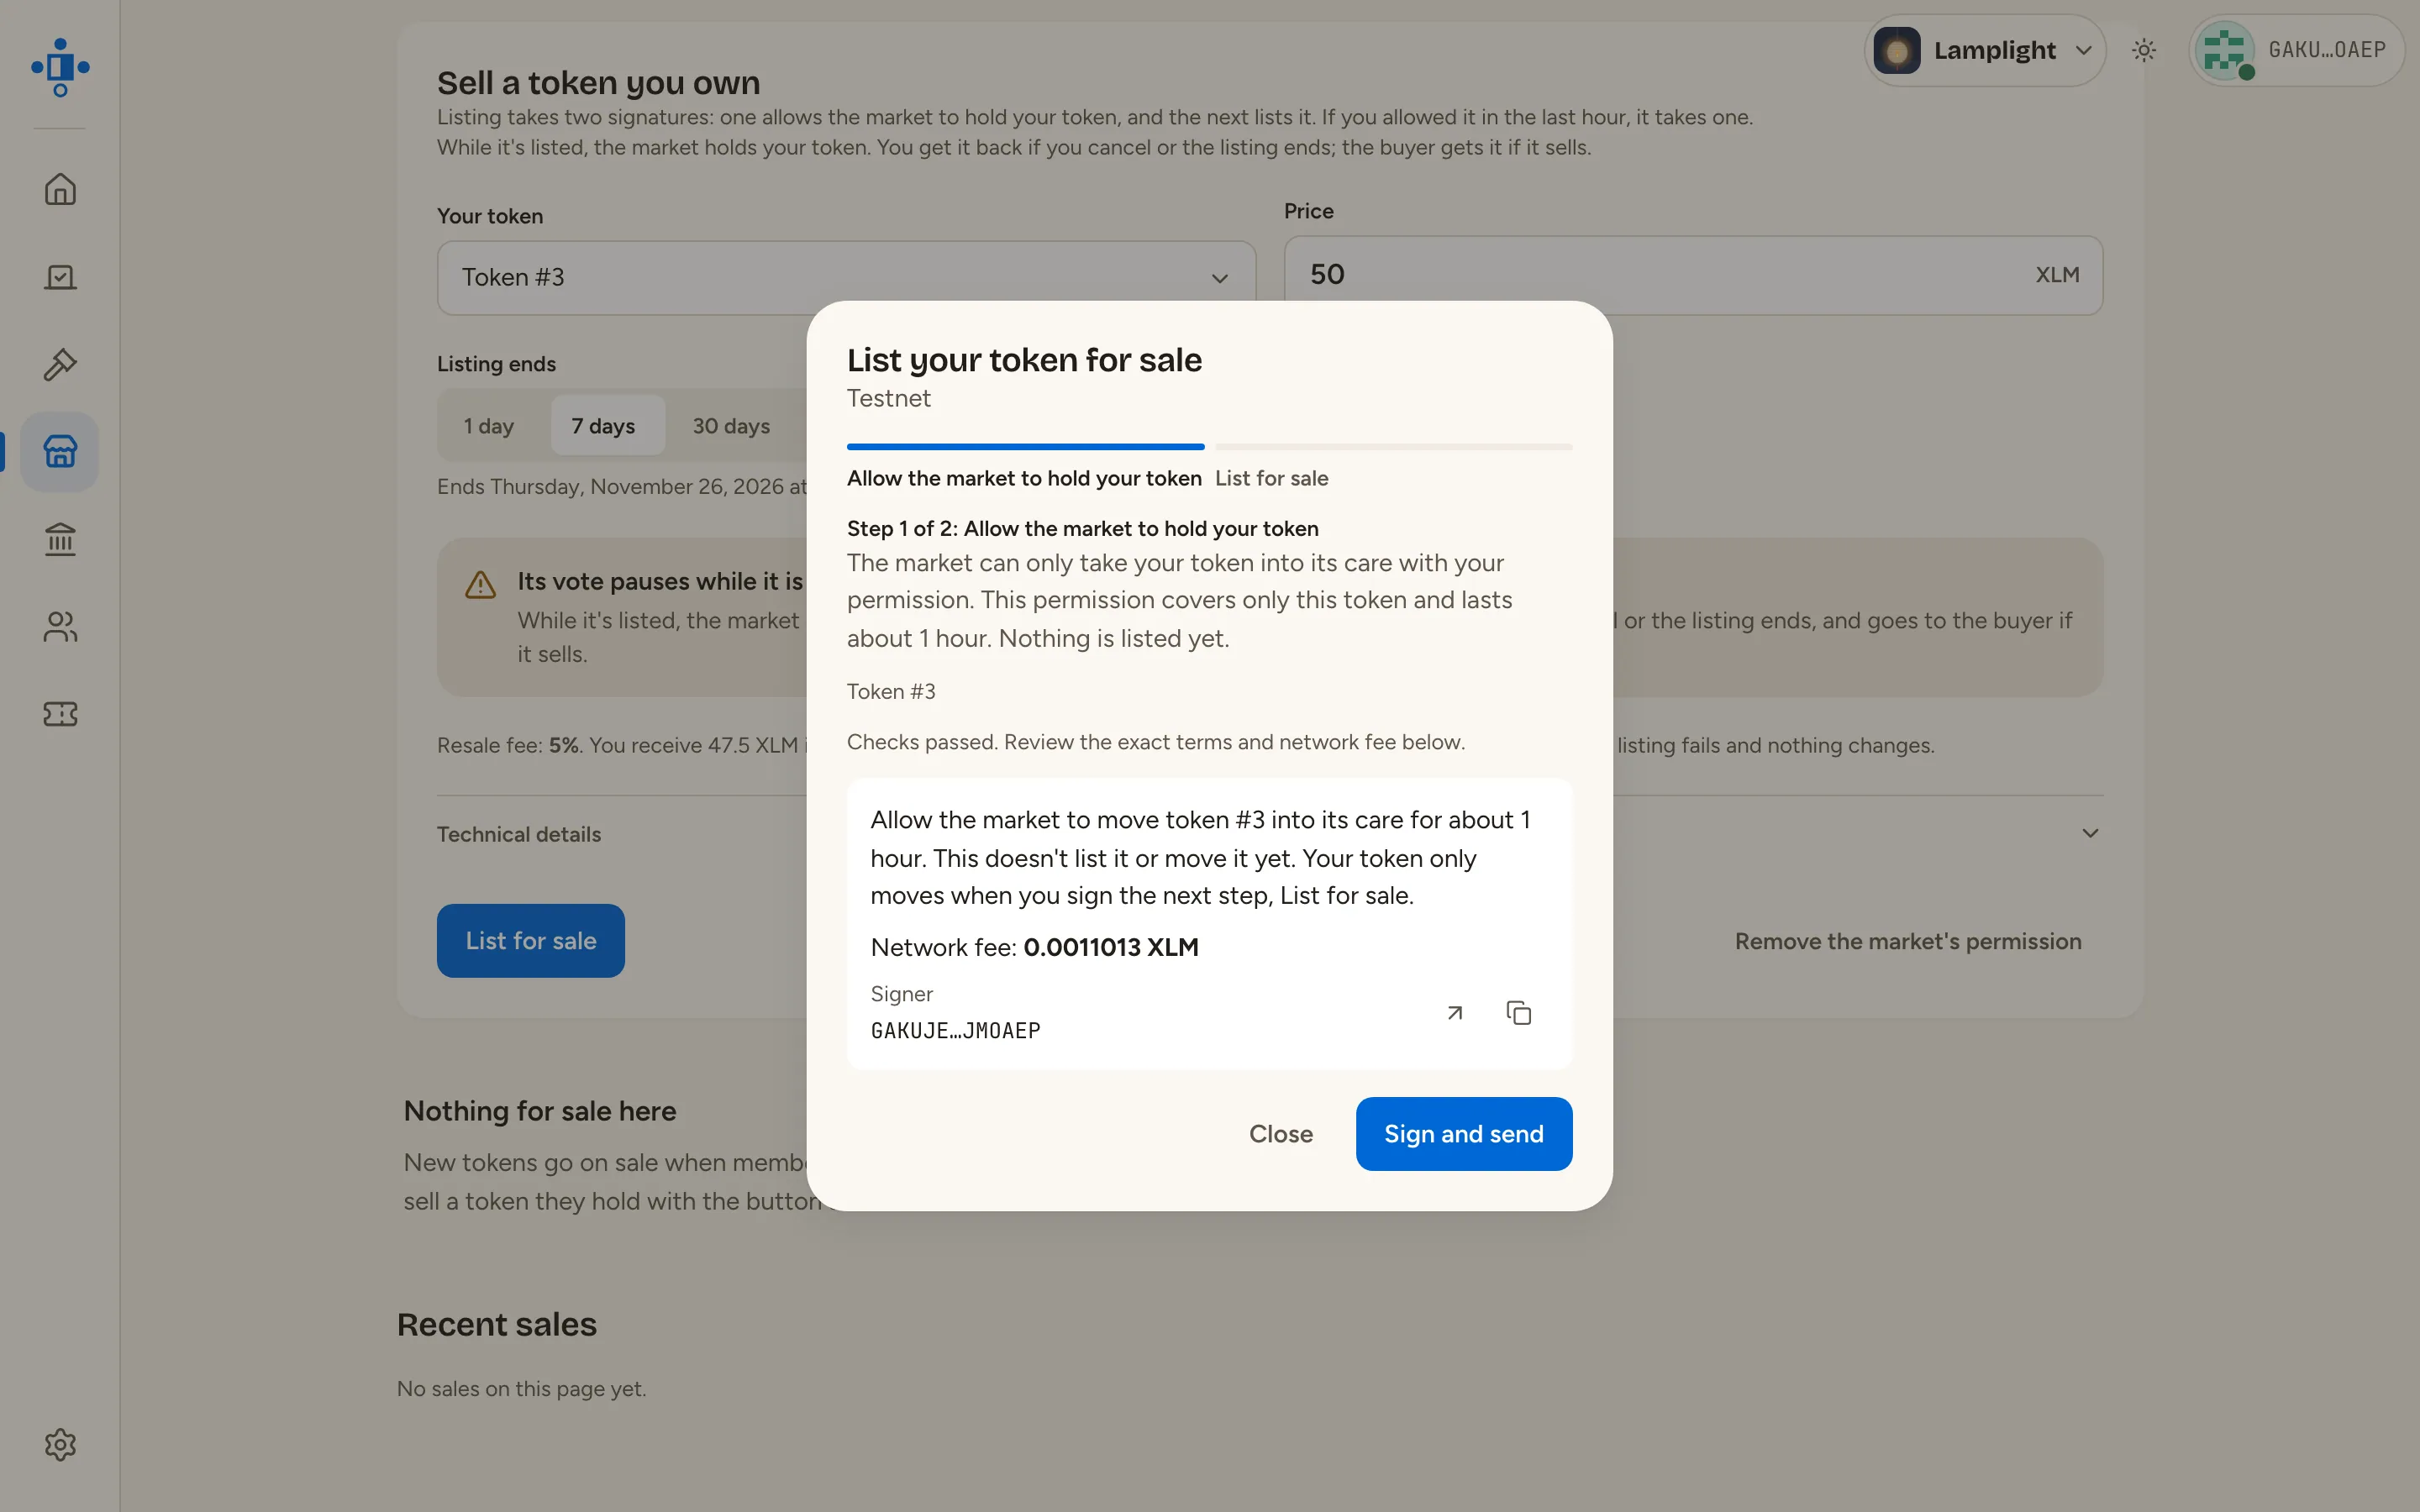 Lamplight
GAKU…OAEP
Sell a token you own
Listing takes two signatures: one allows the market to hold your token, and the next lists it. If you allowed it in the last hour, it takes one.
While it's listed, the market holds your token. You get it back if you cancel or the listing ends; the buyer gets it if it sells.
Your token
Token #3
Price
50
XLM
Listing ends
1 day
7 days
30 days
Ends Thursday, November 26, 2026 at
Its vote pauses while it is
While it's listed, the market
or the listing ends, and goes to the buyer if
it sells.
Resale fee: 5%. You receive 47.5 XLM
listing fails and nothing changes.
Technical details
List for sale
Remove the market's permission
Nothing for sale here
New tokens go on sale when
sell a token they hold with the button
Recent sales
No sales on this page yet.
List your token for sale
Testnet
Allow the market to hold your token
List for sale
Step 1 of 2: Allow the market to hold your token
The market can only take your token into its care with your
permission. This permission covers only this token and lasts
about 1 hour. Nothing is listed yet.
Token #3
Checks passed. Review the exact terms and network fee below.
Allow the market to move token #3 into its care for about 1
hour. This doesn't list it or move it yet. Your token only
moves when you sign the next step, List for sale.
Network fee: 0.0011013 XLM
Signer
GAKUJE…JMOAEP
Close
Sign and send